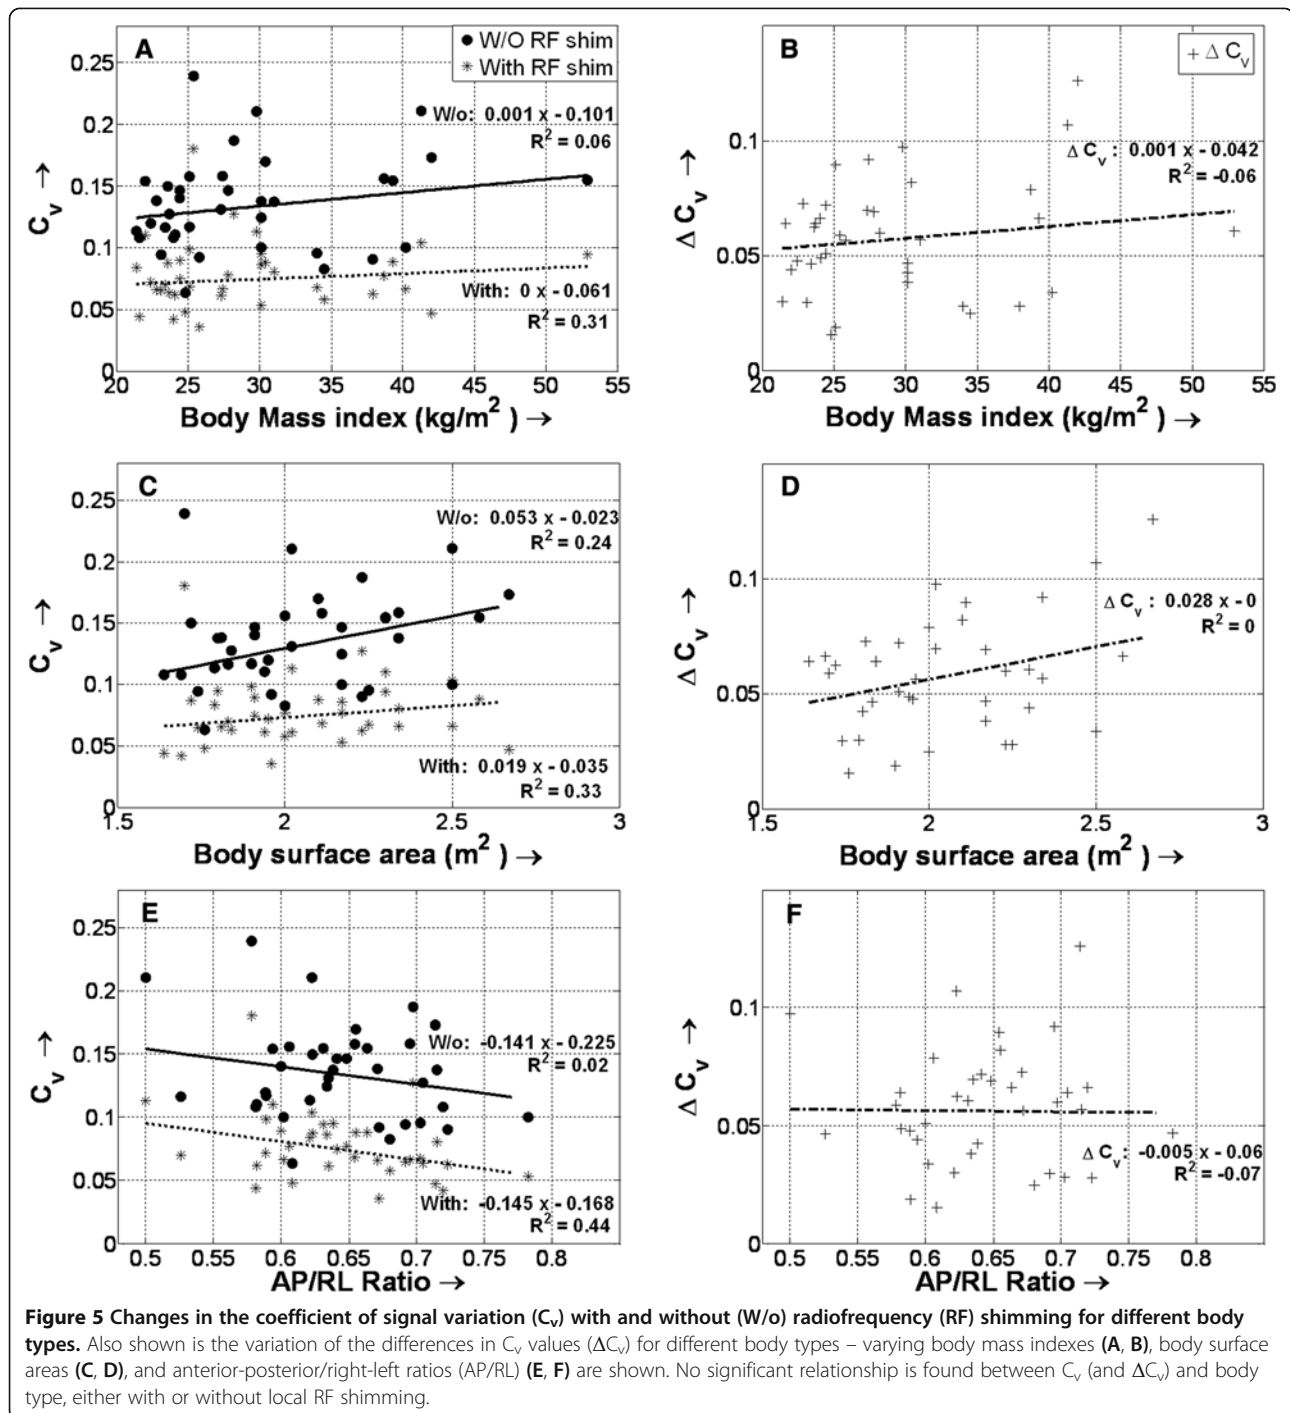 A
● W/O RF shim
✳ With RF shim
0.25
0.2
0.15
0.1
0.05
0
C_v →
W/o: 0.001 x - 0.101
R² = 0.06
With: 0 x -0.061
R² = 0.31
20 25 30 35 40 45 50 55
Body Mass index (kg/m² ) →
B
+ Δ C_v
0.1
0.05
0
Δ C_v →
Δ C_v : 0.001 x -0.042
R² = -0.06
20 25 30 35 40 45 50 55
Body Mass index (kg/m² ) →
C
0.25
0.2
0.15
0.1
0.05
0
C_v →
W/o: 0.053 x - 0.023
R² = 0.24
With: 0.019 x -0.035
R² = 0.33
1.5 2 2.5 3
Body surface area (m² ) →
D
0.1
0.05
0
Δ C_v →
Δ C_v : 0.028 x -0
R² = 0
1.5 2 2.5 3
Body surface area (m² ) →
E
0.25
0.2
0.15
0.1
0.05
0
C_v →
W/o: -0.141 x - 0.225
R² = 0.02
With: -0.145 x -0.168
R² = 0.44
0.5 0.55 0.6 0.65 0.7 0.75 0.8
AP/RL Ratio →
F
0.1
0.05
0
Δ C_v →
Δ C_v : -0.005 x -0.06
R² = -0.07
0.5 0.55 0.6 0.65 0.7 0.75 0.8
AP/RL Ratio →
Figure 5 Changes in the coefficient of signal variation (C_v) with and without (W/o) radiofrequency (RF) shimming for different body
types. Also shown is the variation of the differences in C_v values (ΔC_v) for different body types – varying body mass indexes (A, B), body surface
areas (C, D), and anterior-posterior/right-left ratios (AP/RL) (E, F) are shown. No significant relationship is found between C_v (and ΔC_v) and body
type, either with or without local RF shimming.